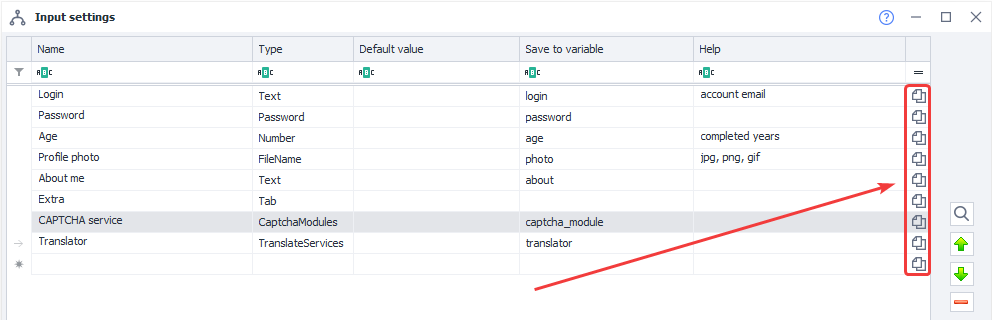 Input settings
Name Type Default value Save to variable Help
ABC ABC ABC ABC ABC =
Login Text login account email
Password Password password
Age Number age completed years
Profile photo FileName photo jpg, png, gif
About me Text about
Extra Tab
CAPTCHA service CaptchaModules captcha_module
Translator TranslateServices translator